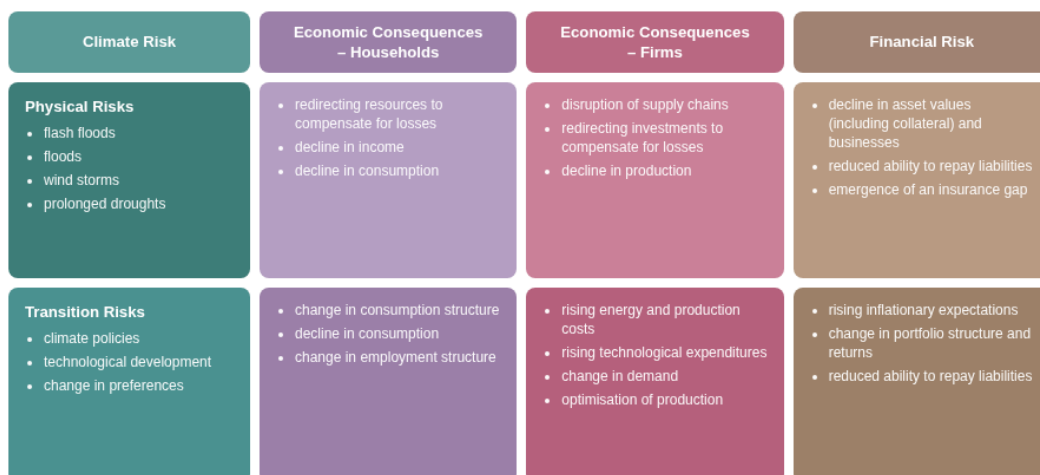 Climate Risk
Economic Consequences
– Households
Economic Consequences
– Firms
Financial Risk
Physical Risks
• flash floods
• floods
• wind storms
• prolonged droughts
• redirecting resources to
compensate for losses
• decline in income
• decline in consumption
• disruption of supply chains
• redirecting investments to
compensate for losses
• decline in production
• decline in asset values
(including collateral) and
businesses
• reduced ability to repay liabilities
• emergence of an insurance gap
Transition Risks
• climate policies
• technological development
• change in preferences
• change in consumption structure
• decline in consumption
• change in employment structure
• rising energy and production
costs
• rising technological expenditures
• change in demand
• optimisation of production
• rising inflationary expectations
• change in portfolio structure and
returns
• reduced ability to repay liabilities